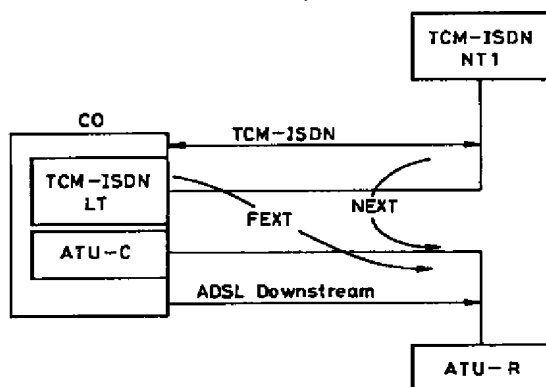 TCM-ISDN
NT1
CO
TCM-ISDN
TCM-ISDN
LT
FEXT
NEXT
ATU-C
ADSL Downstream
ATU-R